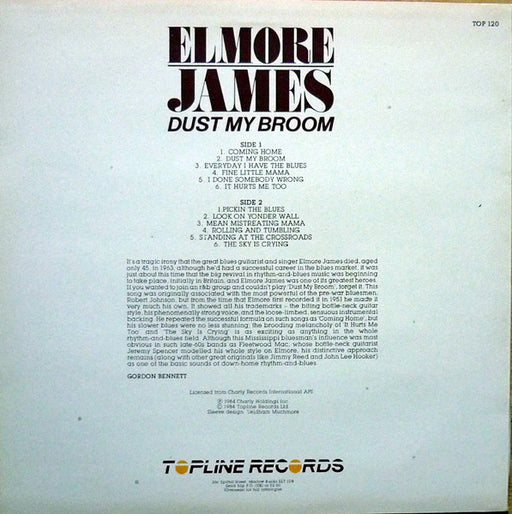 TOP 120
ELMORE
JAMES
DUST MY BROOM
SIDE 1
1. COMING HOME
2. DUST MY BROOM
3. EVERYDAY I HAVE THE BLUES
4. FINE LITTLE MAMA
5. I DONE SOMEBODY WRONG
6. IT HURTS ME TOO
SIDE 2
1.PICKIN THE BLUES
2. LOOK ON YONDER WALL
3. MEAN MISTREATING MAMA
4. ROLLING AND TUMBLING
5. STANDING AT THE CROSSROADS
6. THE SKY IS CRYING
It's a tragic irony that the great blues guitarist and singer Elmore James died, aged
only 45, in 1963, although he'd had a successful career in the blues market, it was
just about this time that the big revival in rhythm-and-blues music was beginning
to take place, initially in Britain, and Elmore James was one of its greatest heroes.
If you wanted to join an r&b group and couldn't play 'Dust My Broom', forget it. This
song was originally associated with the most powerful of the pre-war bluesmen,
Robert Johnson, but from the time that Elmore first recorded it in 1951 he made it
very much his own. It showed all his trademarks – the biting bottle-neck guitar
style, his phenomenally strong voice, and the loose-limbed, sensuous instrumental
backing. He repeated the successful formula on such songs as 'Coming Home', but
his slower blues were no less stunning; the brooding melancholy of 'It Hurts Me
Too' and 'The Sky Is Crying' is as exciting as anything in the whole
rhythm-and-blues field. Although this Mississippi bluesman's influence was most
obvious in such late-60s bands as Fleetwood Mac, whose bottle-neck guitarist
Jeremy Spencer modelled his whole style on Elmore, his distinctive approach
remains (along with other great originals like Jimmy Reed and John Lee Hooker)
as one of the basic sounds of down-home rhythm-and-blues.
GORDON BENNETT
Licensed from Charly Records International APS
℗ 1984 Charly Holdings Inc.
© 1984 Topline Records Ltd.
Sleeve design: Muchmore
TOPLINE RECORDS